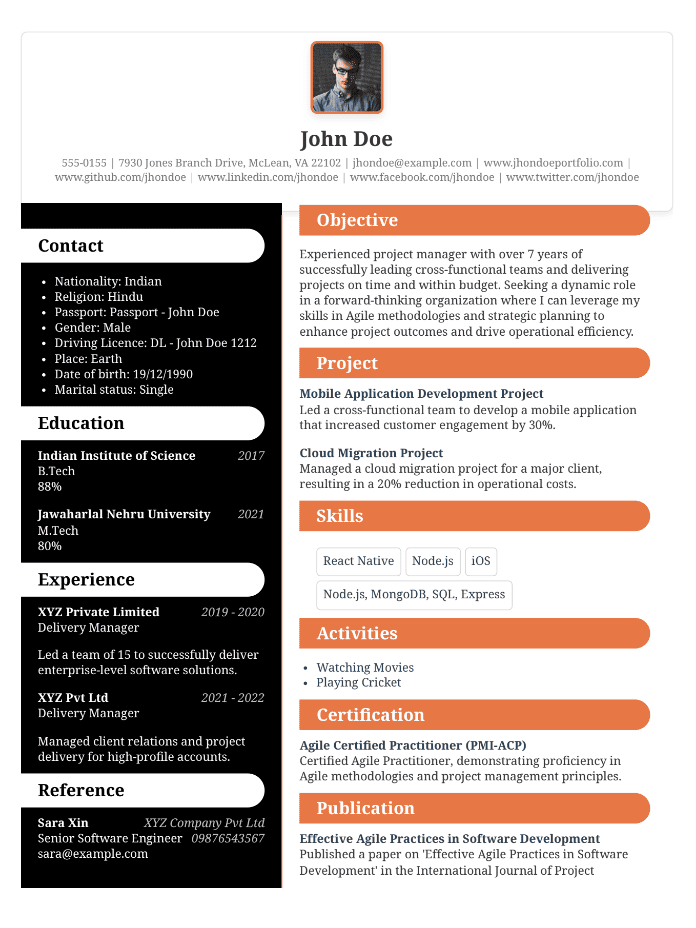 John Doe
555-0155 | 7930 Jones Branch Drive, McLean, VA 22102 | jhondoe@example.com | www.jhondoeportfolio.com |
www.github.com/jhondoe | www.linkedin.com/jhondoe | www.facebook.com/jhondoe | www.twitter.com/jhondoe
Contact
• Nationality: Indian
• Religion: Hindu
• Passport: Passport - John Doe
• Gender: Male
• Driving Licence: DL - John Doe 1212
• Place: Earth
• Date of birth: 19/12/1990
• Marital status: Single
Education
Indian Institute of Science 2017
B.Tech
88%
Jawaharlal Nehru University 2021
M.Tech
80%
Experience
XYZ Private Limited 2019 - 2020
Delivery Manager
Led a team of 15 to successfully deliver
enterprise-level software solutions.
XYZ Pvt Ltd 2021 - 2022
Delivery Manager
Managed client relations and project
delivery for high-profile accounts.
Reference
Sara Xin XYZ Company Pvt Ltd
Senior Software Engineer 09876543567
sara@example.com
Objective
Experienced project manager with over 7 years of
successfully leading cross-functional teams and delivering
projects on time and within budget. Seeking a dynamic role
in a forward-thinking organization where I can leverage my
skills in Agile methodologies and strategic planning to
enhance project outcomes and drive operational efficiency.
Project
Mobile Application Development Project
Led a cross-functional team to develop a mobile application
that increased customer engagement by 30%.
Cloud Migration Project
Managed a cloud migration project for a major client,
resulting in a 20% reduction in operational costs.
Skills
React Native Node.js iOS
Node.js, MongoDB, SQL, Express
Activities
• Watching Movies
• Playing Cricket
Certification
Agile Certified Practitioner (PMI-ACP)
Certified Agile Practitioner, demonstrating proficiency in
Agile methodologies and project management principles.
Publication
Effective Agile Practices in Software Development
Published a paper on 'Effective Agile Practices in Software
Development' in the International Journal of Project